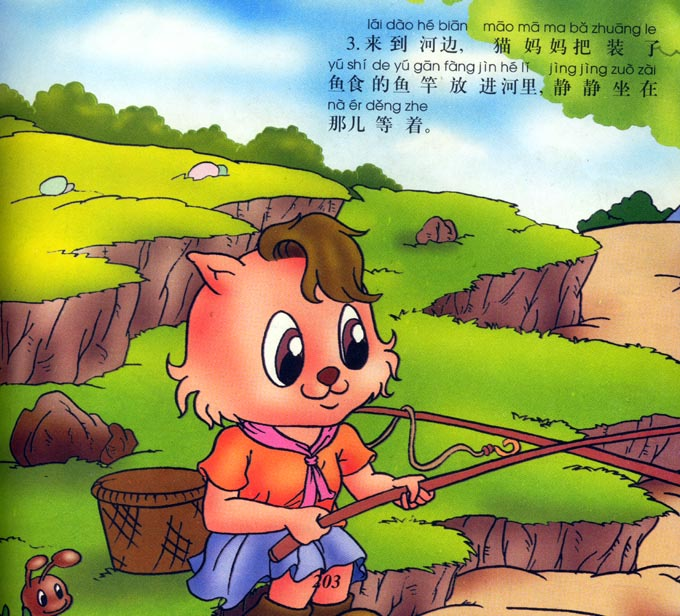 lái dào hé biān māo mā ma bǎ zhuāng le
3.来到河边，猫妈妈把装了
yú shí de yú gān fàng jìn hé lǐ jìng jìng zuò zài
鱼食的鱼竿放进河里，静静坐在
nà ér děng zhe
那儿等着。
203